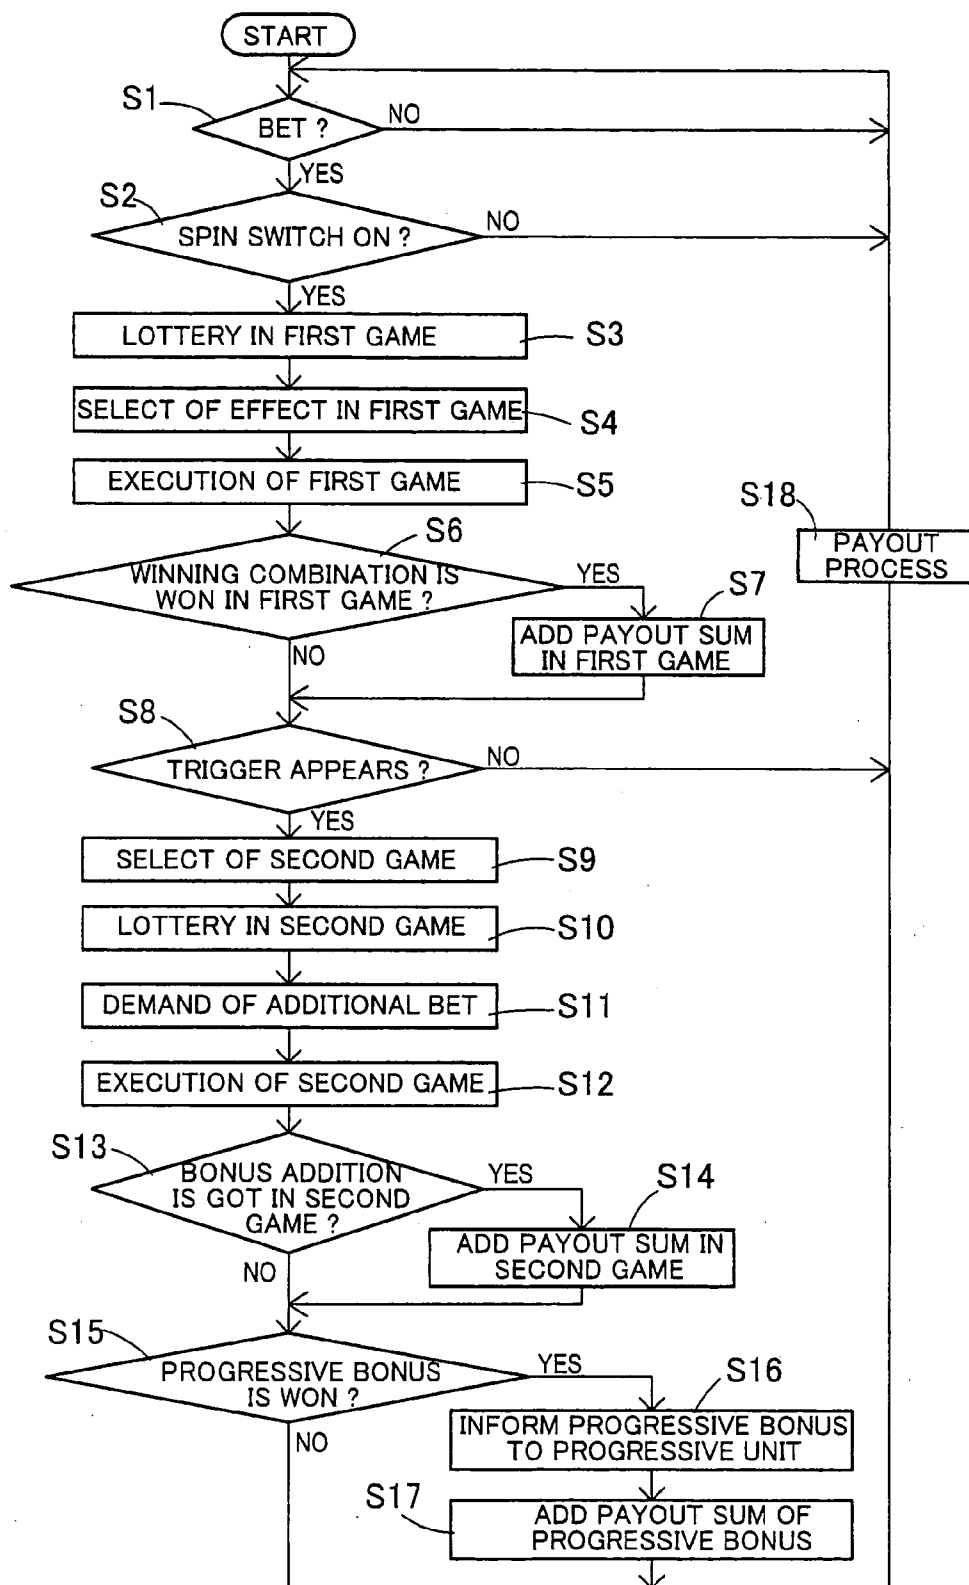 START
S1
BET ?
NO
YES
S2
SPIN SWITCH ON ?
NO
YES
LOTTERY IN FIRST GAME
S3
SELECT OF EFFECT IN FIRST GAME
S4
EXECUTION OF FIRST GAME
S5
S18
PAYOUT
PROCESS
S6
WINNING COMBINATION IS
WON IN FIRST GAME ?
YES
S7
ADD PAYOUT SUM
IN FIRST GAME
NO
S8
TRIGGER APPEARS ?
NO
YES
SELECT OF SECOND GAME
S9
LOTTERY IN SECOND GAME
S10
DEMAND OF ADDITIONAL BET
S11
EXECUTION OF SECOND GAME
S12
S13
BONUS ADDITION
IS GOT IN SECOND
GAME ?
YES
S14
ADD PAYOUT SUM IN
SECOND GAME
NO
S15
PROGRESSIVE BONUS
IS WON ?
YES
S16
INFORM PROGRESSIVE BONUS
TO PROGRESSIVE UNIT
NO
S17
ADD PAYOUT SUM OF
PROGRESSIVE BONUS